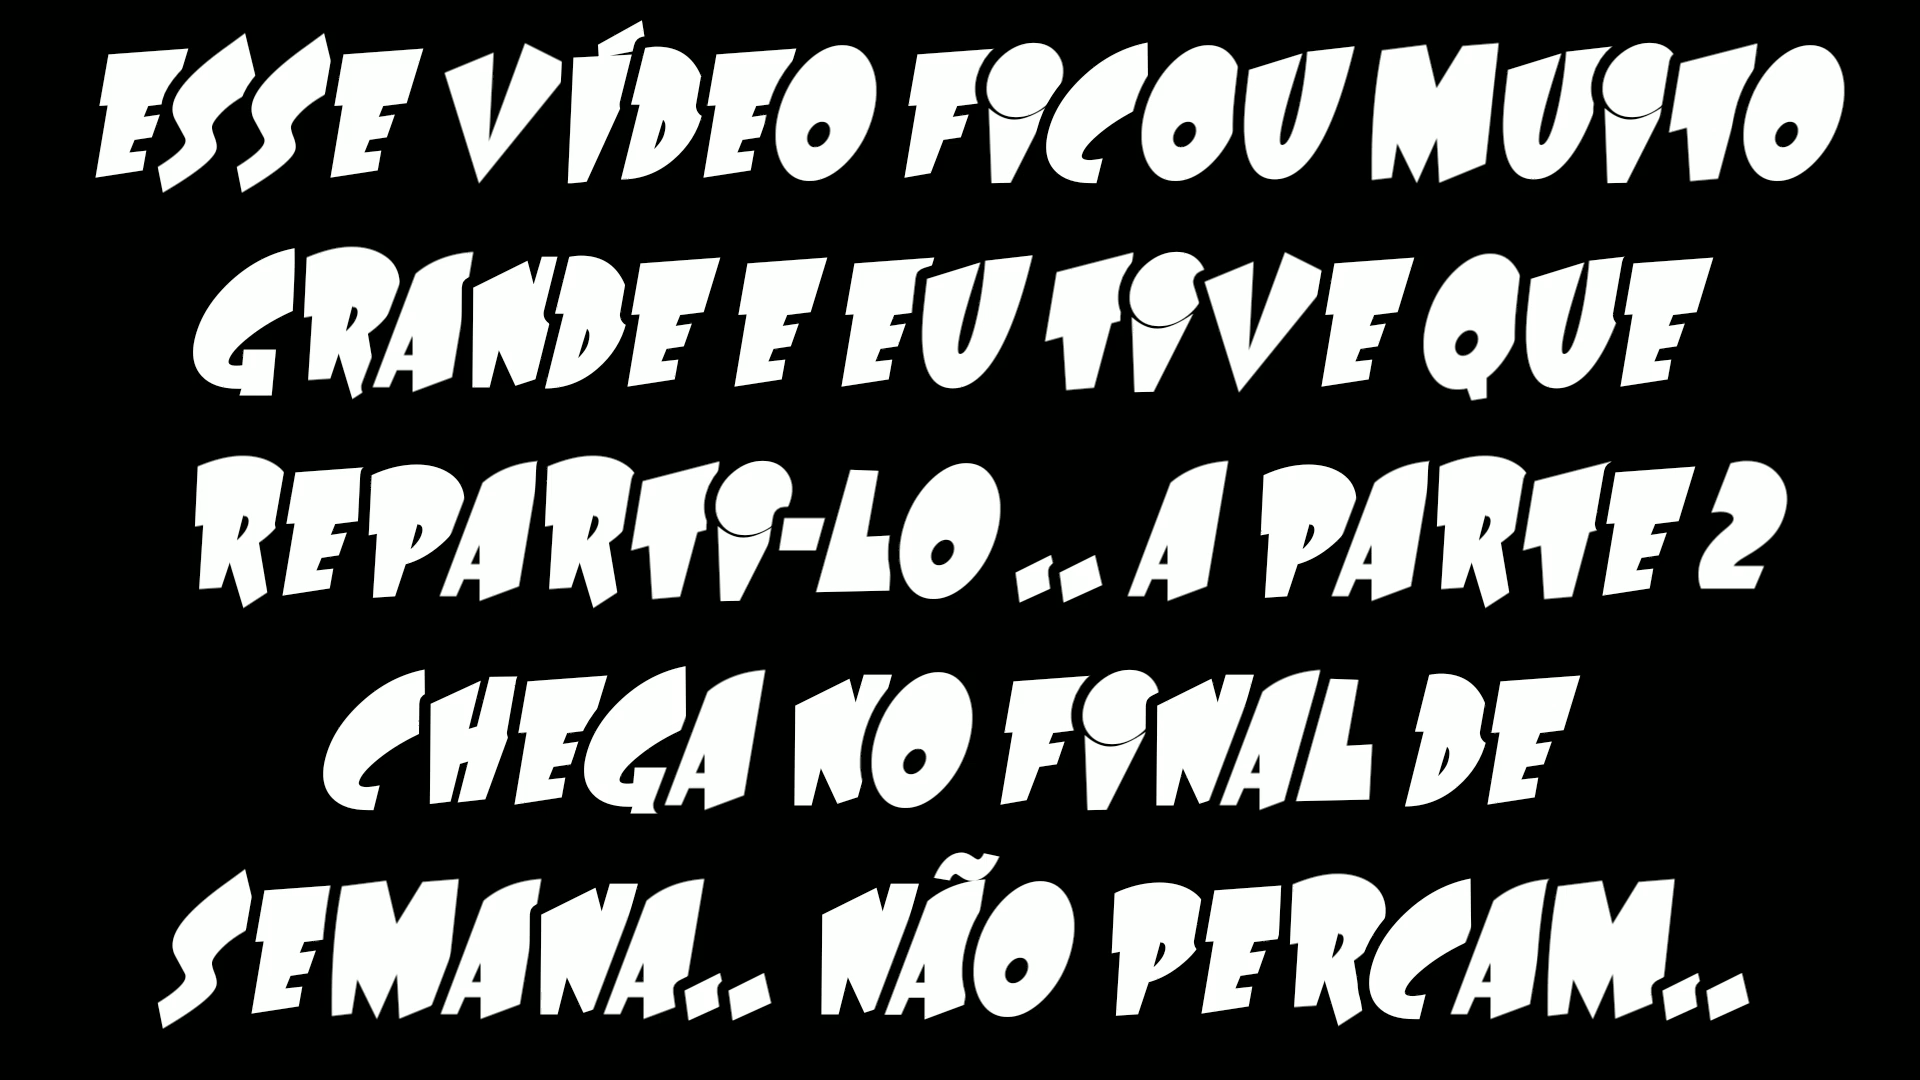 ESSE VÍDEO FICOU MUITO
GRANDE E EU TIVE QUE
REPARTI-LO .. A PARTE 2
CHEGA NO FINAL DE
SEMANA.. NÃO PERCAM..